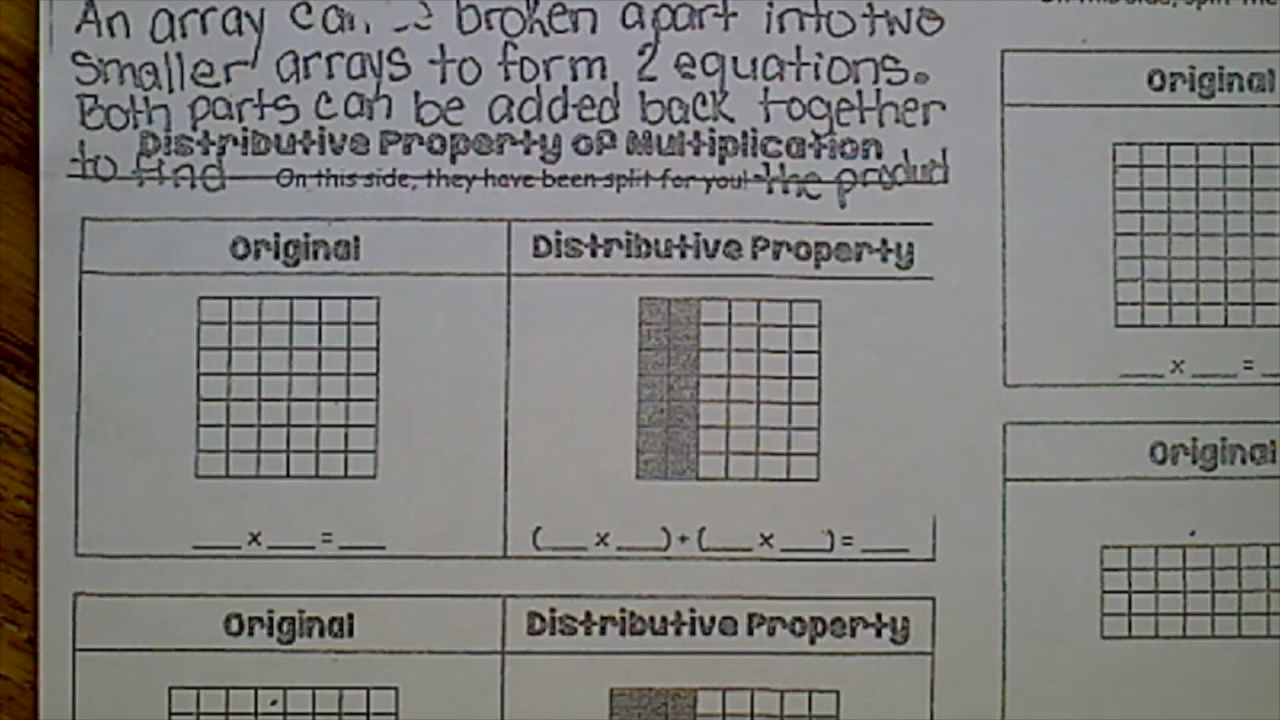 An array can broken apart into two
smaller arrays to form 2 equations.
Both parts can be added back together
Distributive Property of Multiplication
to find On this side, they have been split for you! the product
Original Distributive Property
___ x ___ = ___ (___ x ___) + (___ x ___) = ___
Original Distributive Property
Original
___ x ___ =
Original